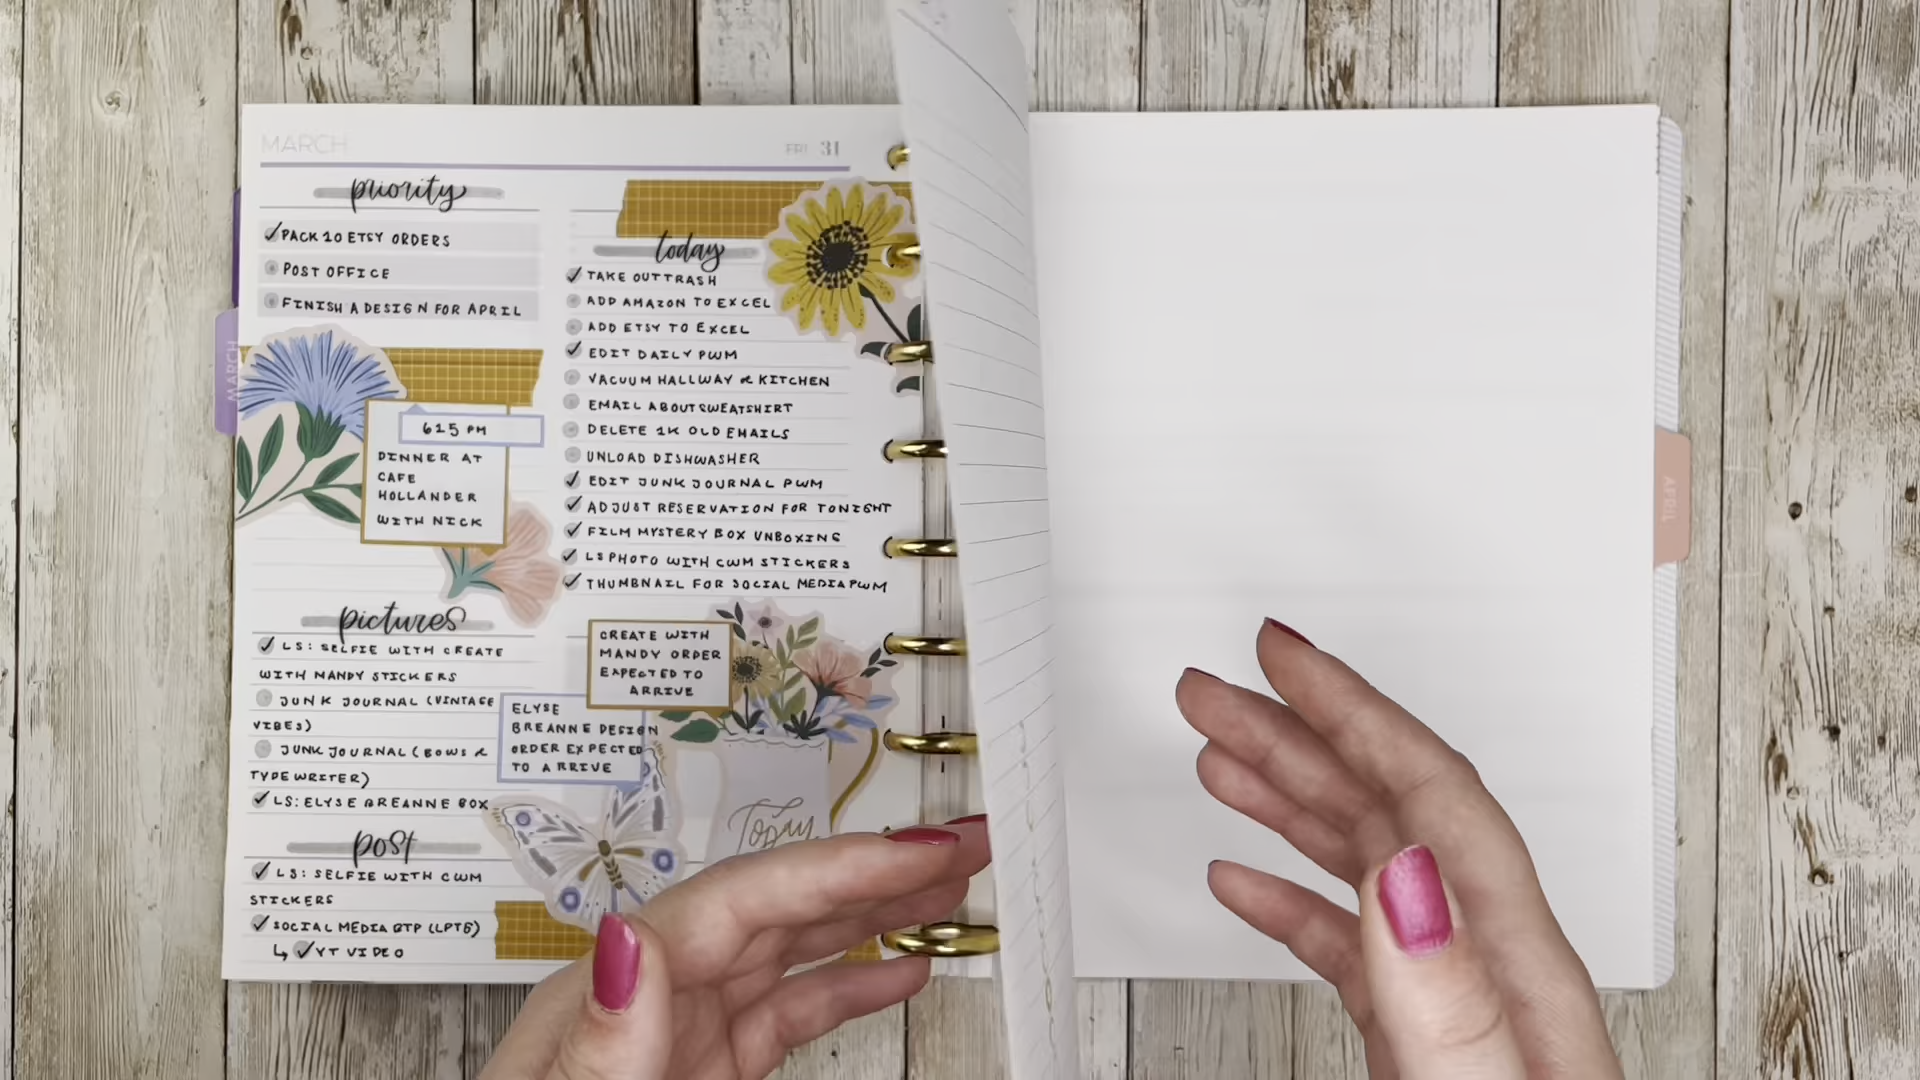 MARCH
FRI 31
priority
PACK 10 ETSY ORDERS
POST OFFICE
FINISH A DESIGN FOR APRIL
MARCH
615 PM
DINNER AT
CAFE
HOLLANDER
WITH NICK
pictures
LS: SELFIE WITH CREATE
WITH MANDY STICKERS
JUNK JOURNAL (VINTAGE
VIBES)
JUNK JOURNAL (BOWS &
TYPEWRITER)
LS: ELYSE BREANNE BOX
post
LS: SELFIE WITH CWM
STICKERS
SOCIAL MEDIA BTP (LPTG)
↳ YT VIDEO
today
TAKE OUT TRASH
ADD AMAZON TO EXCEL
ADD ETSY TO EXCEL
EDIT DAILY PWM
VACUUM HALLWAY & KITCHEN
EMAIL ABOUT SWEATSHIRT
DELETE 1K OLD EMAILS
UNLOAD DISHWASHER
EDIT JUNK JOURNAL PWM
ADJUST RESERVATION FOR TONIGHT
FILM MYSTERY BOX UNBOXING
LS PHOTO WITH CWM STICKERS
THUMBNAIL FOR SOCIAL MEDIA PWM
CREATE WITH
MANDY ORDER
EXPECTED TO
ARRIVE
ELYSE
BREANNE DESIGN
ORDER EXPECTED
TO ARRIVE
Today
APRIL